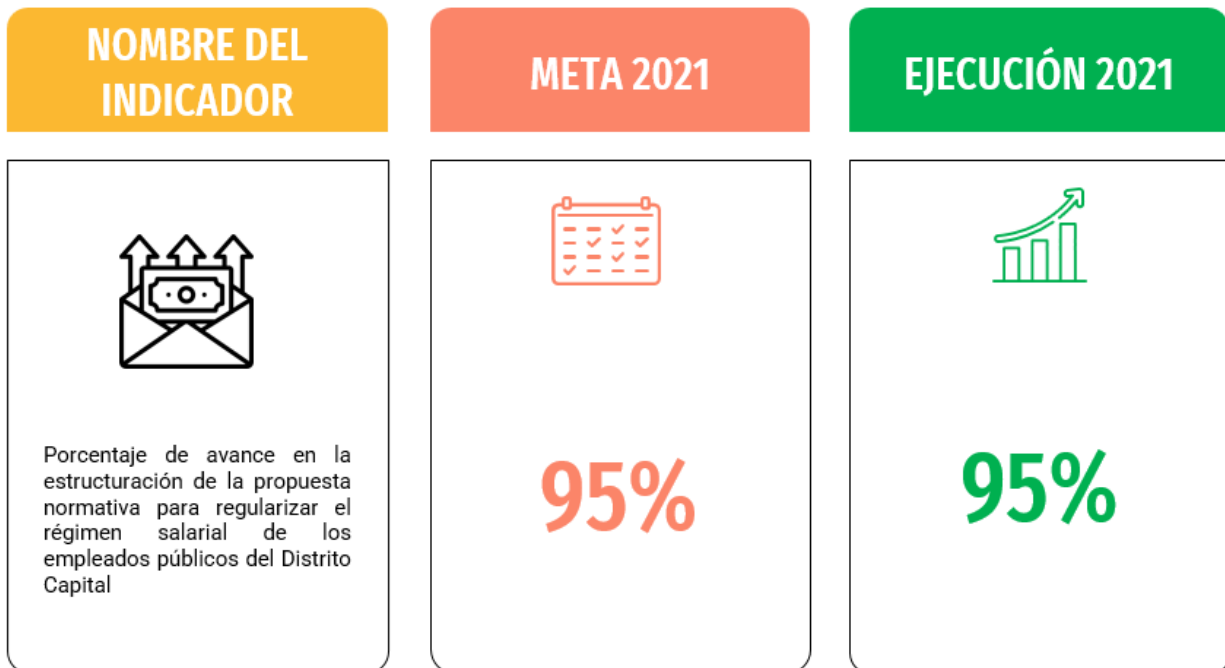 NOMBRE DEL
INDICADOR
META 2021
EJECUCIÓN 2021
Porcentaje de avance en la
estructuración de la propuesta
normativa para regularizar el
régimen salarial de los
empleados públicos del Distrito
Capital
95%
95%